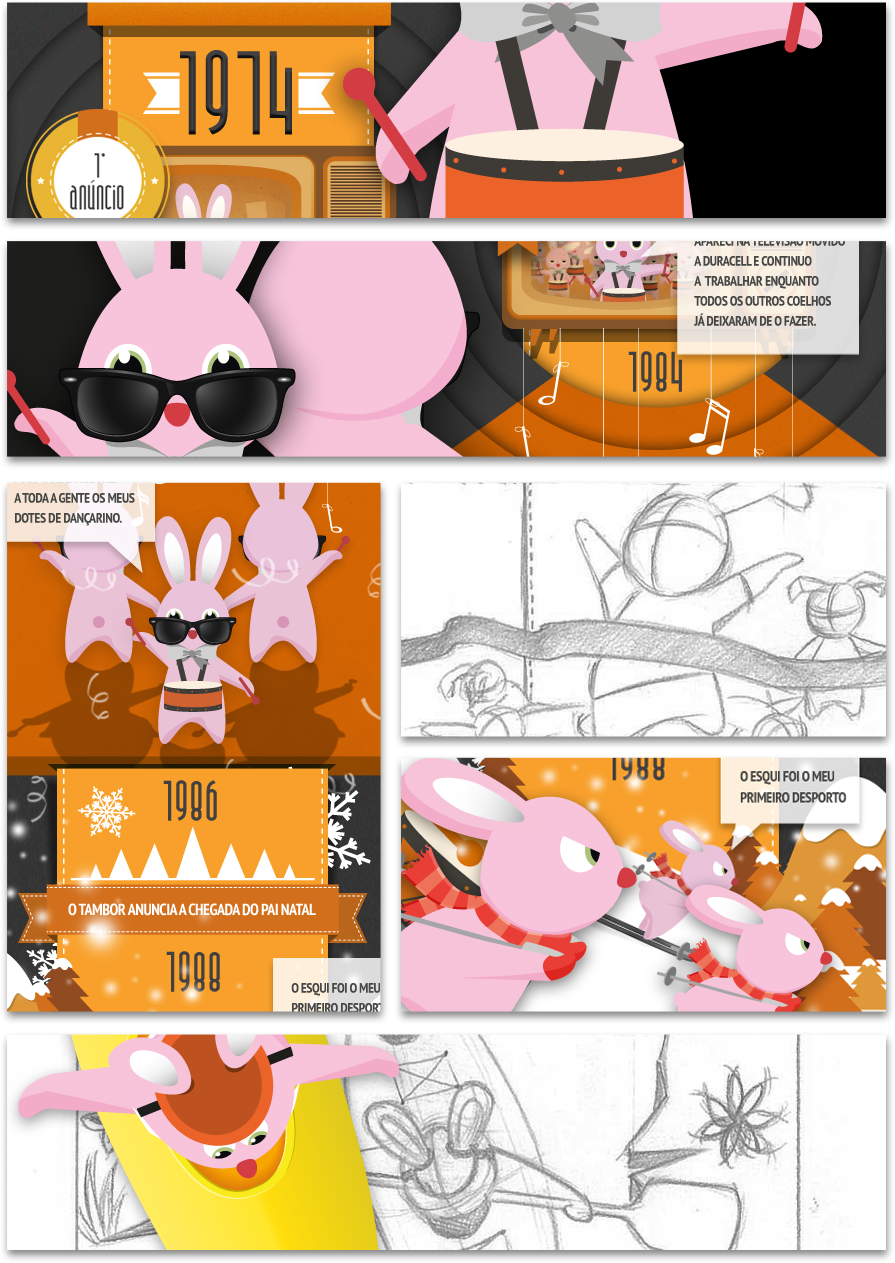 1974
1º
anúncio
APARECI NA TELEVISÃO MOVIDO
A DURACELL E CONTINUO
A TRABALHAR ENQUANTO
TODOS OS OUTROS COELHOS
JÁ DEIXARAM DE O FAZER.
1984
A TODA A GENTE OS MEUS
DOTES DE DANÇARINO.
1986
O TAMBOR ANUNCIA A CHEGADA DO PAI NATAL
1988
O ESQUI FOI O MEU
PRIMEIRO DESPORT
1988
O ESQUI FOI O MEU
PRIMEIRO DESPORTO